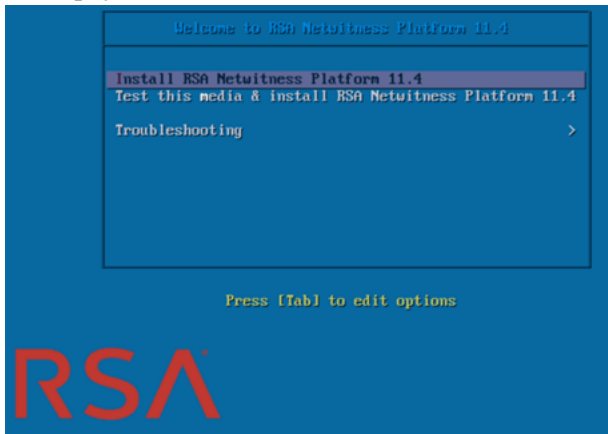 Welcome to RSA Netwitness Platform 11.4
Install RSA Netwitness Platform 11.4
Test this media & install RSA Netwitness Platform 11.4
Troubleshooting >
Press [Tab] to edit options
RSA